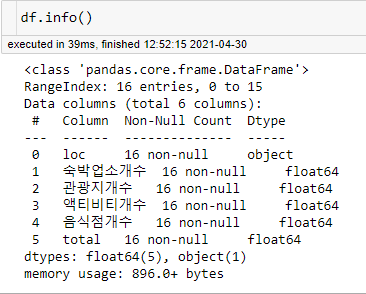 df.info()
executed in 39ms, finished 12:52:15 2021-04-30
<class 'pandas.core.frame.DataFrame'>
RangeIndex: 16 entries, 0 to 15
Data columns (total 6 columns):
 #   Column  Non-Null Count  Dtype
---  ------  --------------  -----
 0   loc     16 non-null     object
 1   숙박업소개수  16 non-null     float64
 2   관광지개수   16 non-null     float64
 3   액티비티개수  16 non-null     float64
 4   음식점개수   16 non-null     float64
 5   total   16 non-null     float64
dtypes: float64(5), object(1)
memory usage: 896.0+ bytes